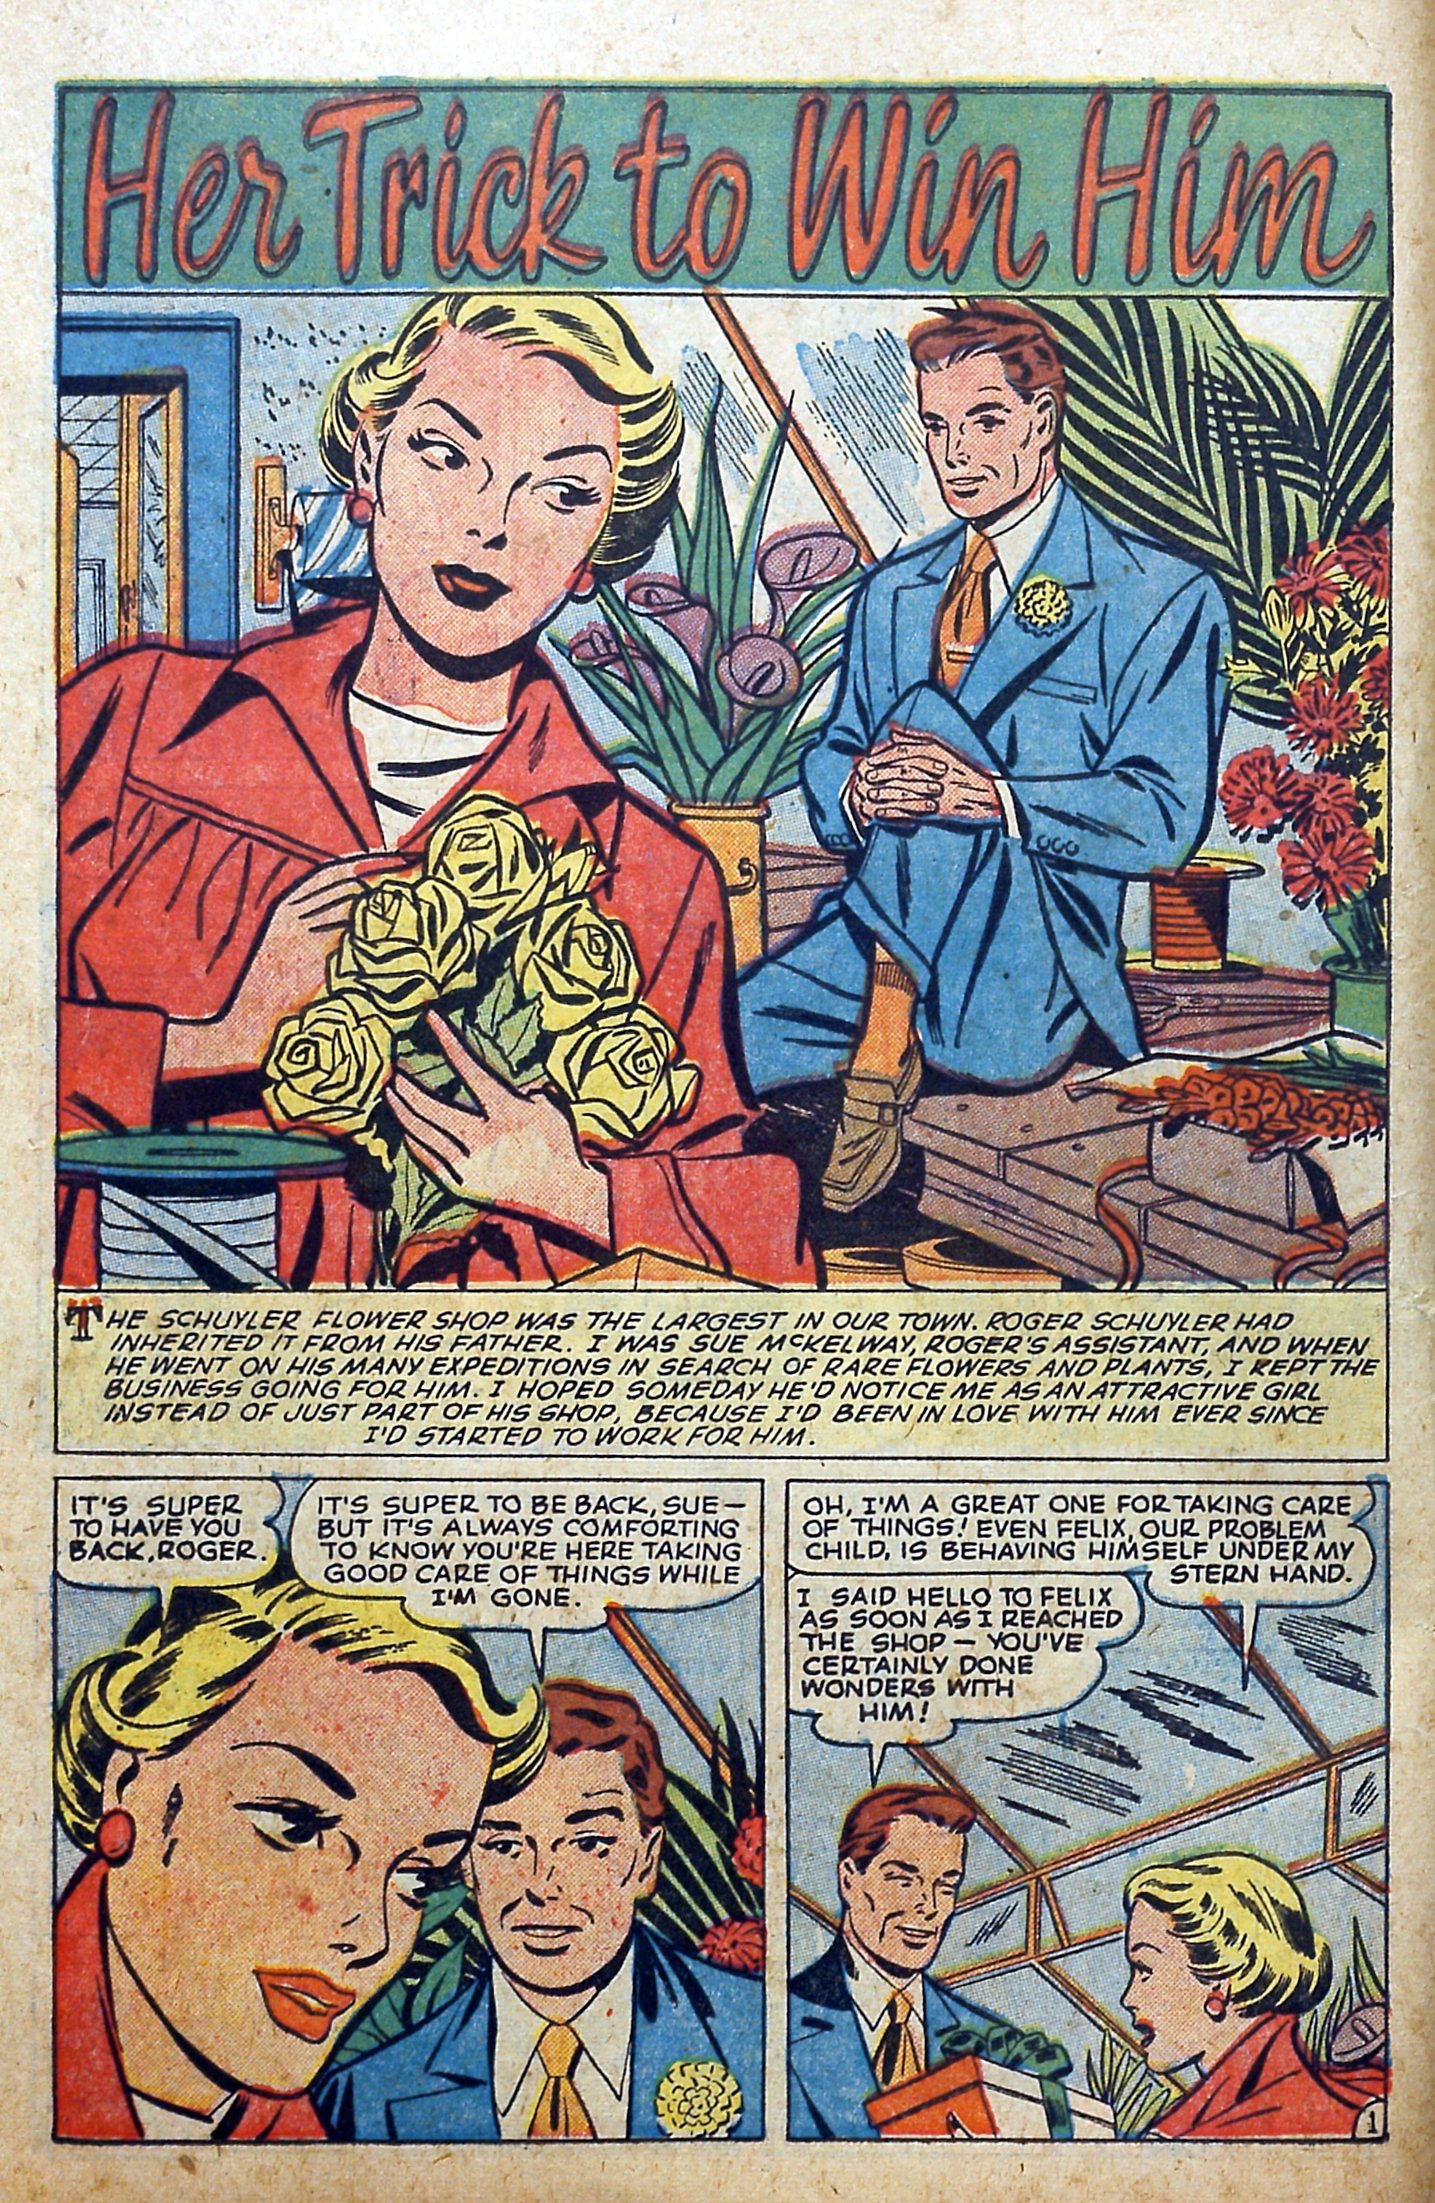 Her Trick to Win Him
THE SCHUYLER FLOWER SHOP WAS THE LARGEST IN OUR TOWN. ROGER SCHUYLER HAD
INHERITED IT FROM HIS FATHER. I WAS SUE McKELWAY, ROGER'S ASSISTANT, AND WHEN
HE WENT ON HIS MANY EXPEDITIONS IN SEARCH OF RARE FLOWERS AND PLANTS, I KEPT THE
BUSINESS GOING FOR HIM. I HOPED SOMEDAY HE'D NOTICE ME AS AN ATTRACTIVE GIRL
INSTEAD OF JUST PART OF HIS SHOP, BECAUSE I'D BEEN IN LOVE WITH HIM EVER SINCE
I'D STARTED TO WORK FOR HIM.
IT'S SUPER
TO HAVE YOU
BACK, ROGER.
IT'S SUPER TO BE BACK, SUE—
BUT IT'S ALWAYS COMFORTING
TO KNOW YOU'RE HERE TAKING
GOOD CARE OF THINGS WHILE
I'M GONE.
OH, I'M A GREAT ONE FOR TAKING CARE
OF THINGS! EVEN FELIX, OUR PROBLEM
CHILD, IS BEHAVING HIMSELF UNDER MY
STERN HAND.
I SAID HELLO TO FELIX
AS SOON AS I REACHED
THE SHOP — YOU'VE
CERTAINLY DONE
WONDERS WITH
HIM!
1